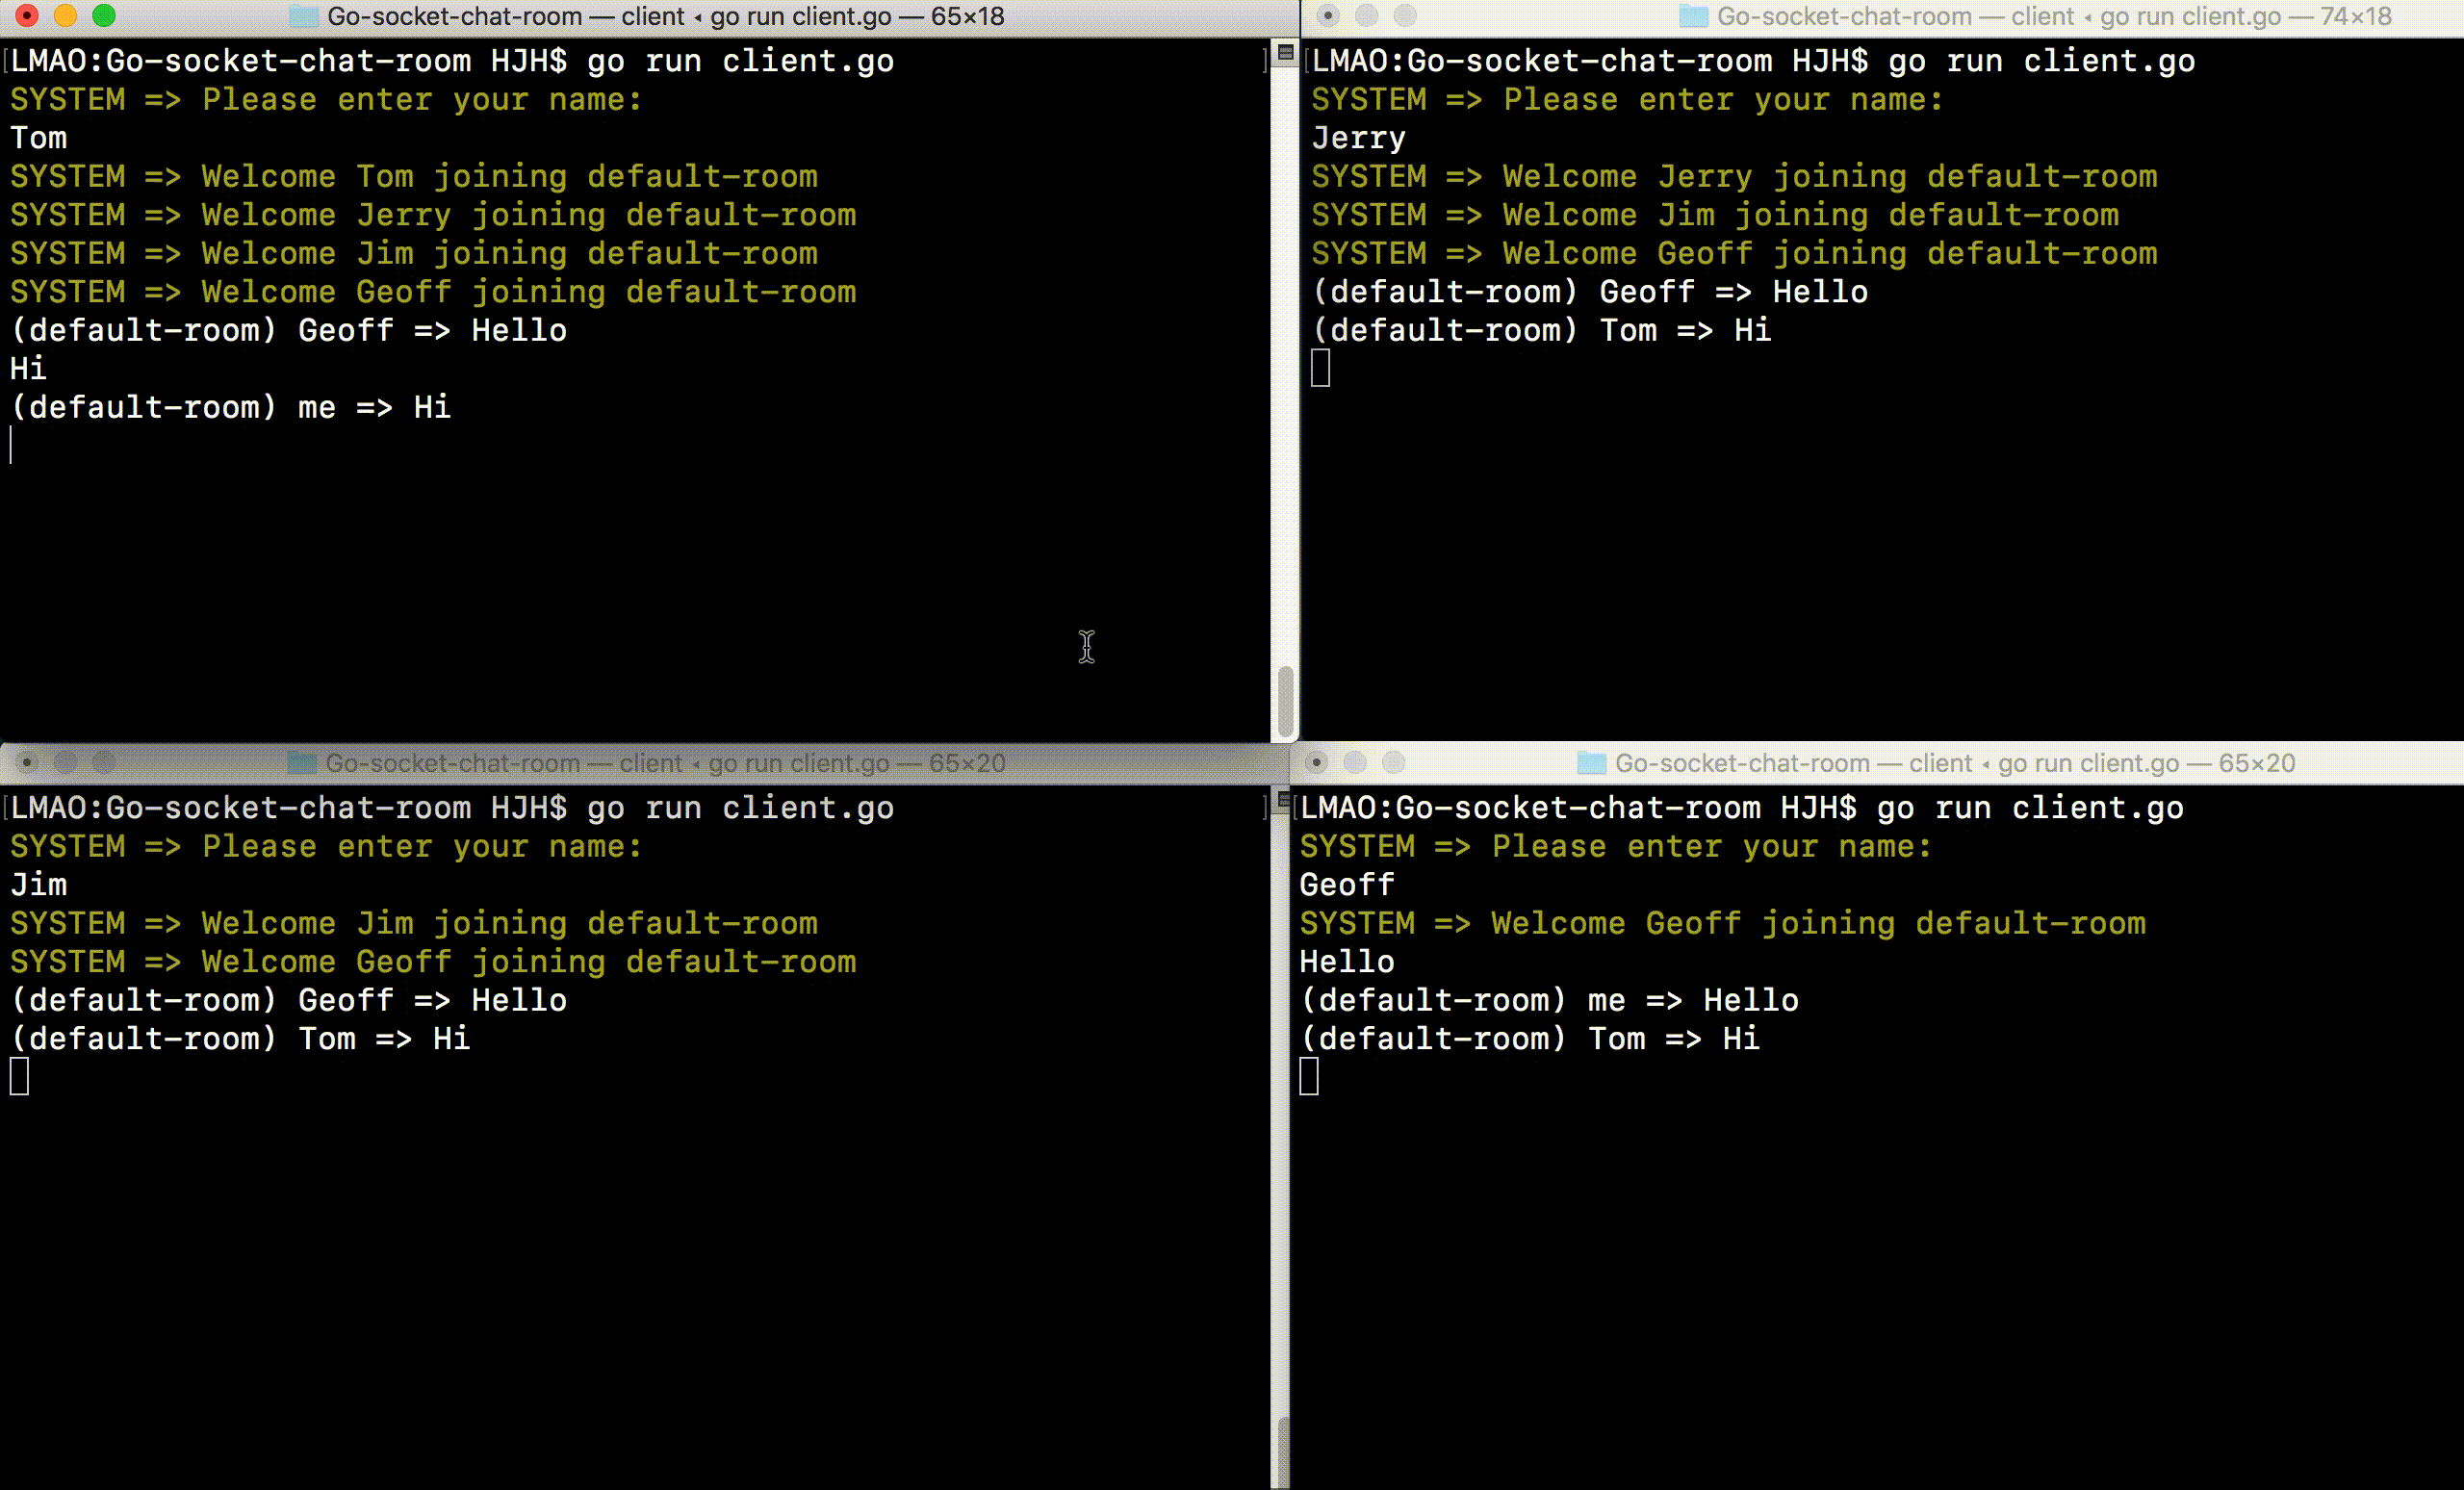 Go-socket-chat-room — client ◂ go run client.go — 65×18
[LMAO:Go-socket-chat-room HJH$ go run client.go ]
SYSTEM => Please enter your name:
Tom
SYSTEM => Welcome Tom joining default-room
SYSTEM => Welcome Jerry joining default-room
SYSTEM => Welcome Jim joining default-room
SYSTEM => Welcome Geoff joining default-room
(default-room) Geoff => Hello
Hi
(default-room) me => Hi
Go-socket-chat-room — client ◂ go run client.go — 74×18
[LMAO:Go-socket-chat-room HJH$ go run client.go
SYSTEM => Please enter your name:
Jerry
SYSTEM => Welcome Jerry joining default-room
SYSTEM => Welcome Jim joining default-room
SYSTEM => Welcome Geoff joining default-room
(default-room) Geoff => Hello
(default-room) Tom => Hi
Go-socket-chat-room — client ◂ go run client.go — 65×20
[LMAO:Go-socket-chat-room HJH$ go run client.go ]
SYSTEM => Please enter your name:
Jim
SYSTEM => Welcome Jim joining default-room
SYSTEM => Welcome Geoff joining default-room
(default-room) Geoff => Hello
(default-room) Tom => Hi
Go-socket-chat-room — client ◂ go run client.go — 65×20
[LMAO:Go-socket-chat-room HJH$ go run client.go
SYSTEM => Please enter your name:
Geoff
SYSTEM => Welcome Geoff joining default-room
Hello
(default-room) me => Hello
(default-room) Tom => Hi